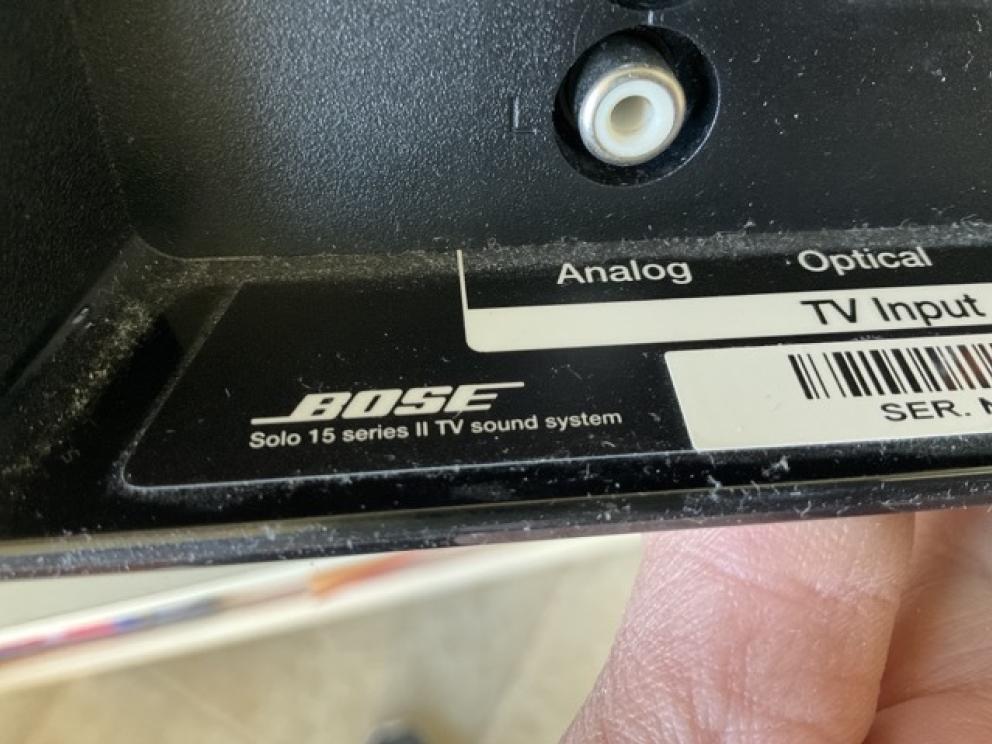 L
Analog Optical
TV Input
BOSE
Solo 15 series II TV sound system
SER.